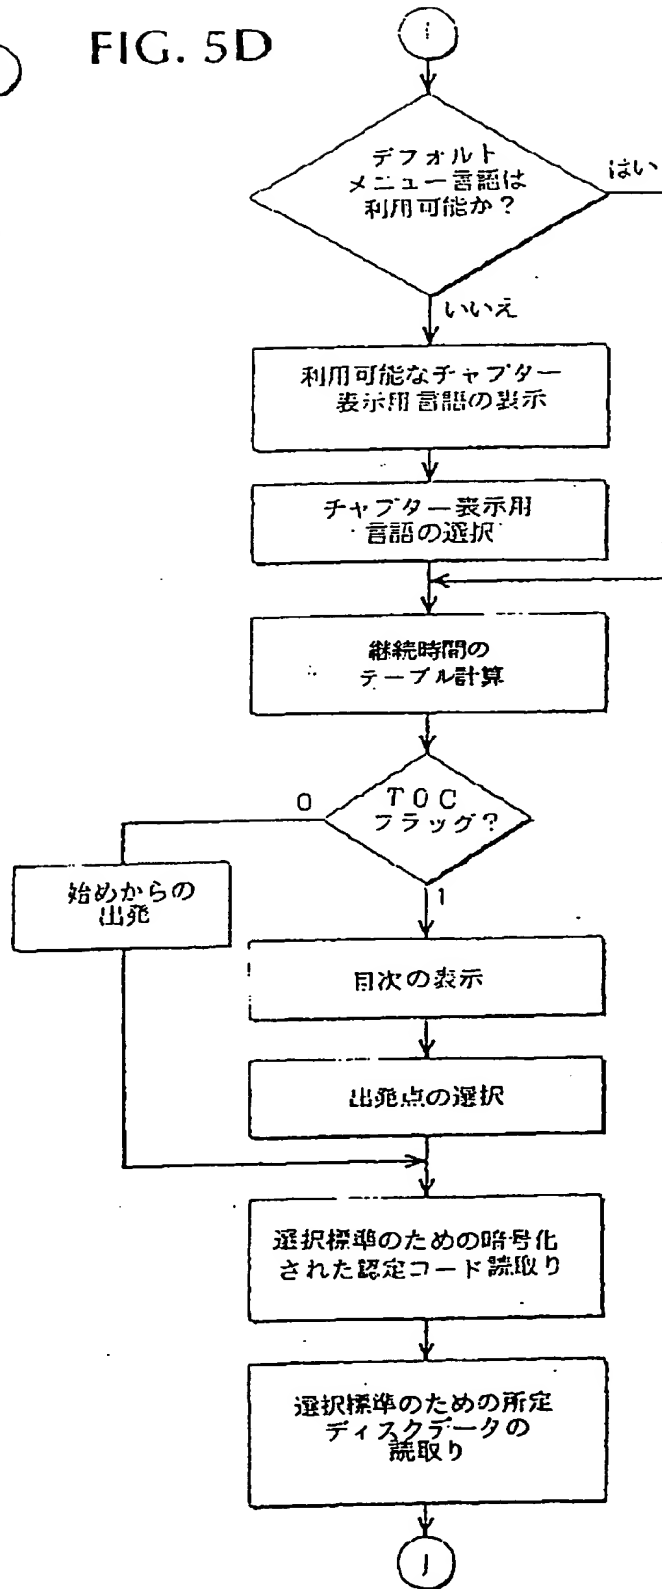 FIG. 5D
I
デフォルト
メニュー言語は
利用可能か?
はい
いいえ
利用可能なチャプター
表示用言語の表示
チャプター表示用
言語の選択
継続時間の
テーブル計算
0
TOC
フラッグ?
1
始めからの
出発
目次の表示
出発点の選択
選択標準のための暗号化
された認定コード読取り
選択標準のための所定
ディスクデータの
読取り
J